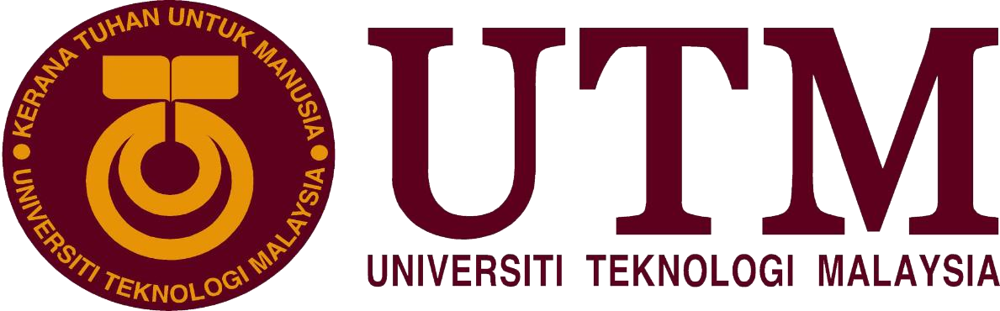 KERANA TUHAN UNTUK MANUSIA
UNIVERSITI TEKNOLOGI MALAYSIA
UTM
UNIVERSITI TEKNOLOGI MALAYSIA